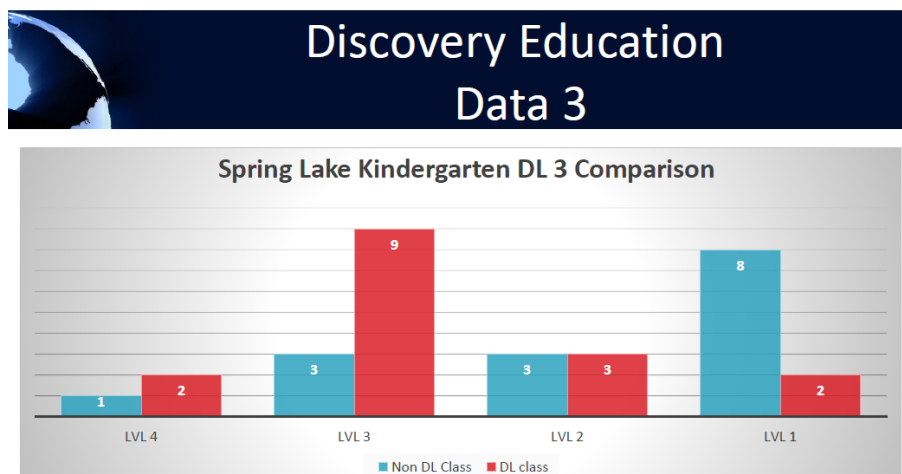 Discovery Education
Data 3
Spring Lake Kindergarten DL 3 Comparison
1
2
3
9
3
3
8
2
LVL 4
LVL 3
LVL 2
LVL 1
Non DL Class
DL class